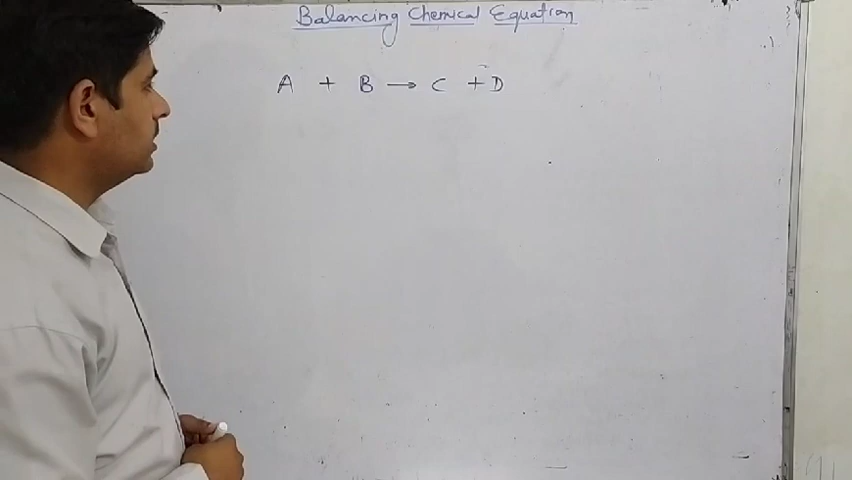 Balancing Chemical Equation
A + B → C + D